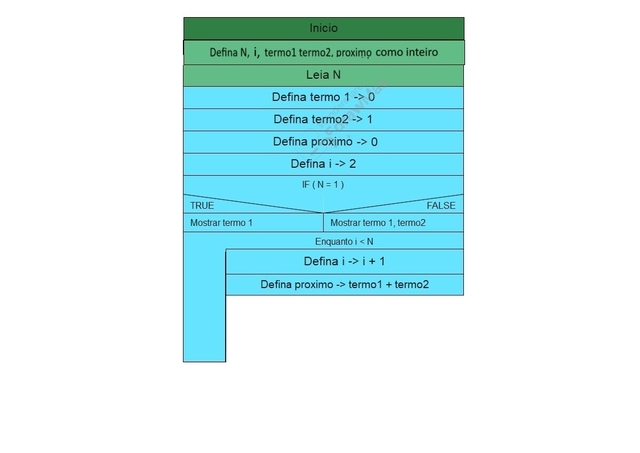 Inicio
Defina N, i, termo1 termo2, proximo como inteiro
Leia N
Defina termo 1 -> 0
Defina termo2 -> 1
Defina proximo -> 0
Defina i -> 2
IF ( N = 1 )
TRUE FALSE
Mostrar termo 1 Mostrar termo 1, termo2
Enquanto i < N
Defina i -> i + 1
Defina proximo -> termo1 + termo2